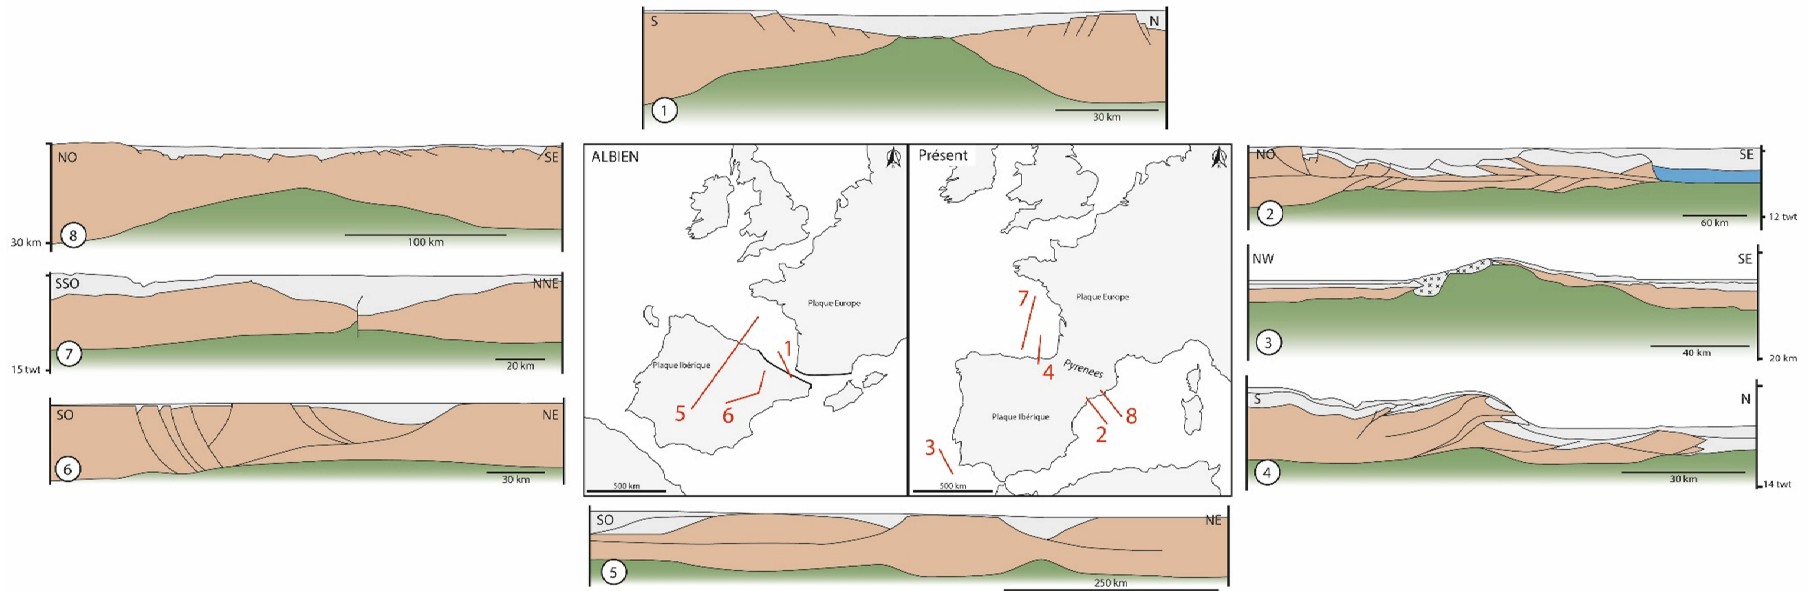 S
N
1
30 km
NO
SE
30 km
8
100 km
SSO
NNE
15 twt
7
20 km
SO
NE
6
30 km
ALBIEN
Plaque Europe
Plaque Ibérique
1
5
6
500 km
Présent
Plaque Europe
7
4
Pyrenees
Plaque Ibérique
8
2
3
500 km
NO
SE
2
60 km
12 twt
NW
SE
3
40 km
20 km
S
N
4
30 km
14 twt
SO
NE
5
250 km